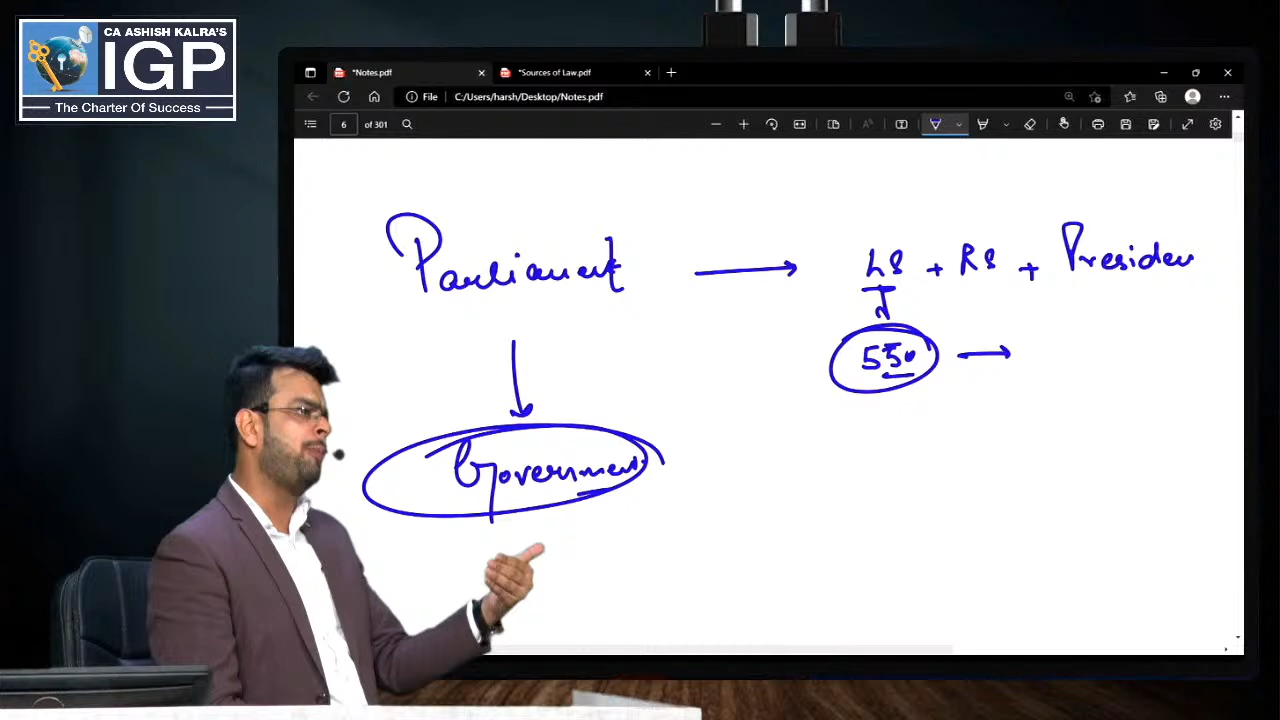 CA ASHISH KALRA'S
IGP
The Charter Of Success
*Notes.pdf
*Sources of Law.pdf
File C:/Users/harsh/Desktop/Notes.pdf
6 of 301
Parliament → LS + RS + Presiden
550 →
Government